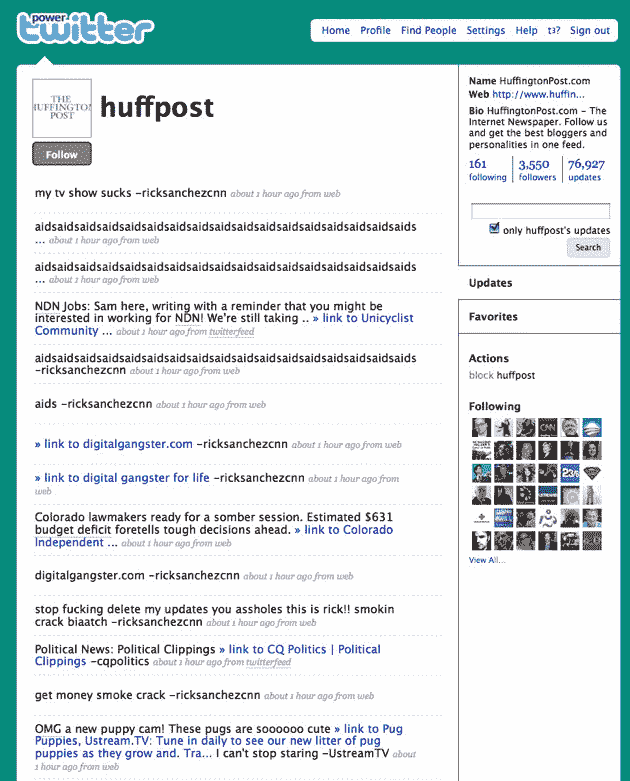 power
twitter
Home Profile Find People Settings Help t3? Sign out
THE
HUFFINGTON
POST
huffpost
Follow
my tv show sucks -ricksanchezcnn about 1 hour ago from web
aidsaidsaidsaidsaidsaidsaidsaidsaidsaidsaidsaidsaidsaidsaids
... about 1 hour ago from web
aidsaidsaidsaidsaidsaidsaidsaidsaidsaidsaidsaidsaidsaidsaids
... about 1 hour ago from web
NDN Jobs: Sam here, writing with a reminder that you might be
interested in working for NDN! We're still taking .. » link to Unicyclist
Community ... about 1 hour ago from twitterfeed
aidsaidsaidsaidsaidsaidsaidsaidsaidsaidsaidsaidsaidsaidsaids
-ricksanchezcnn about 1 hour ago from web
aids -ricksanchezcnn about 1 hour ago from web
» link to digitalgangster.com -ricksanchezcnn about 1 hour ago from web
» link to digital gangster for life -ricksanchezcnn about 1 hour ago from
web
Colorado lawmakers ready for a somber session. Estimated $631
budget deficit foretells tough decisions ahead. » link to Colorado
Independent ... about 1 hour ago from web
digitalgangster.com -ricksanchezcnn about 1 hour ago from web
stop fucking delete my updates you assholes this is rick!! smokin
crack biaatch -ricksanchezcnn about 1 hour ago from web
Political News: Political Clippings » link to CQ Politics | Political
Clippings -cqpolitics about 1 hour ago from twitterfeed
get money smoke crack -ricksanchezcnn about 1 hour ago from web
OMG a new puppy cam! These pugs are soooooo cute » link to Pug
Puppies, Ustream.TV: Tune in daily to see our new litter of pug
puppies as they grow and. Tra... I can't stop staring -UstreamTV about
1 hour ago from web
Name HuffingtonPost.com
Web http://www.huffin...
Bio HuffingtonPost.com - The
Internet Newspaper. Follow us
and get the best bloggers and
personalities in one feed.
161 3,550 76,927
following followers updates
only huffpost's updates
Search
Updates
Favorites
Actions
block huffpost
Following
CNN
236
View All...